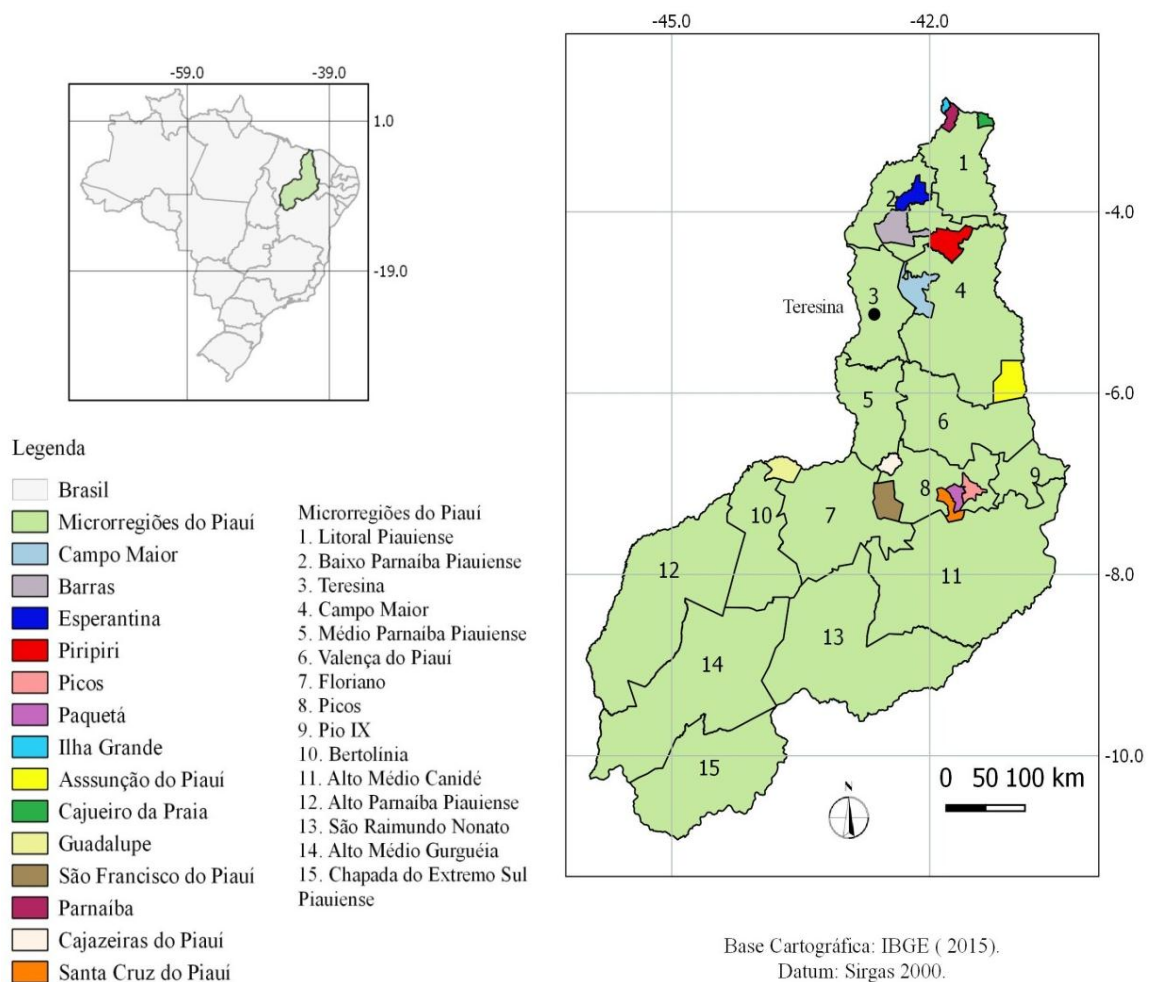 -59.0
-39.0
1.0
-19.0
-45.0
-42.0
-4.0
-6.0
-8.0
-10.0
1
2
3
4
Teresina
5
6
7
8
9
10
11
12
13
14
15
N
0 50 100 km
Legenda
Brasil
Microrregiões do Piauí
Campo Maior
Barras
Esperantina
Piripiri
Picos
Paquetá
Ilha Grande
Asssunção do Piauí
Cajueiro da Praia
Guadalupe
São Francisco do Piauí
Parnaíba
Cajazeiras do Piauí
Santa Cruz do Piauí
Microrregiões do Piauí
1. Litoral Piauiense
2. Baixo Parnaíba Piauiense
3. Teresina
4. Campo Maior
5. Médio Parnaíba Piauiense
6. Valença do Piauí
7. Floriano
8. Picos
9. Pio IX
10. Bertolínia
11. Alto Médio Canidé
12. Alto Parnaíba Piauiense
13. São Raimundo Nonato
14. Alto Médio Gurguéia
15. Chapada do Extremo Sul
Piauiense
Base Cartográfica: IBGE ( 2015).
Datum: Sirgas 2000.